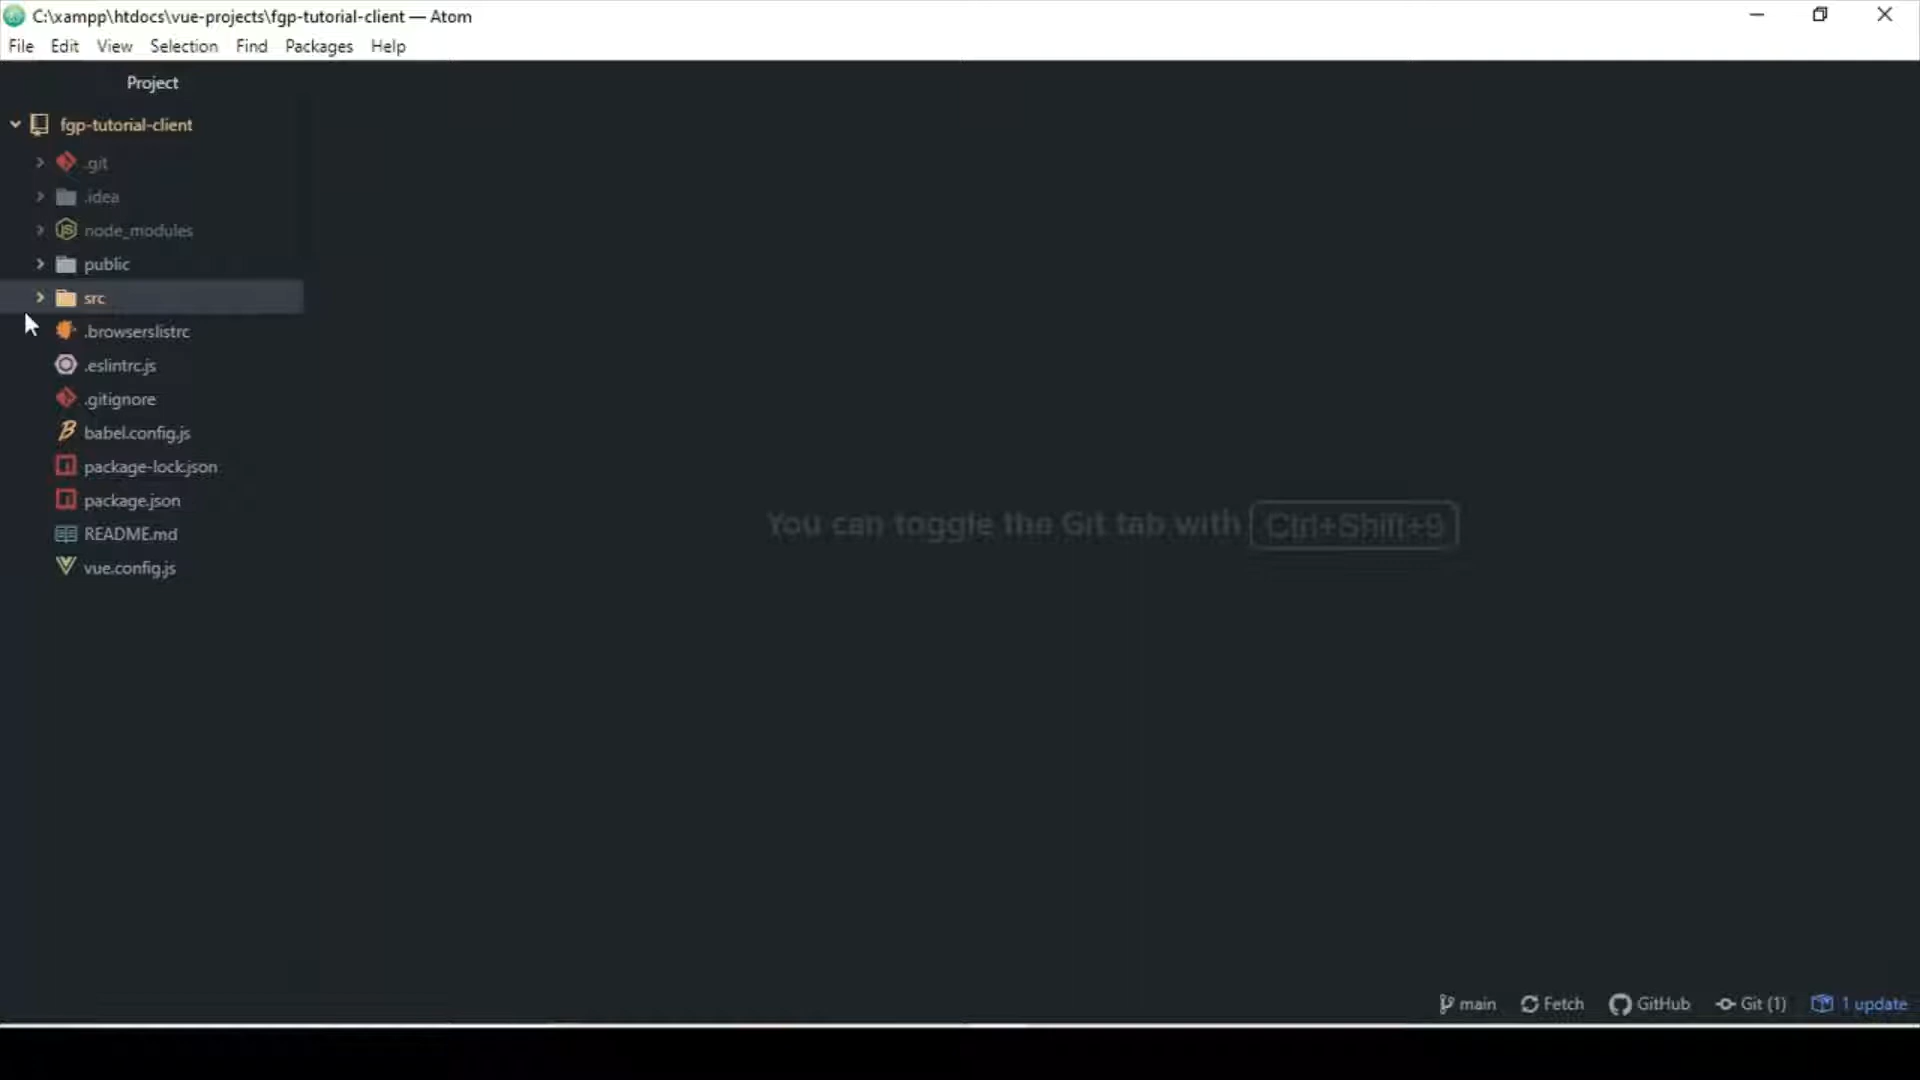 C:\xampp\htdocs\vue-projects\fgp-tutorial-client — Atom
File Edit View Selection Find Packages Help
Project
fgp-tutorial-client
.git
.idea
node_modules
public
src
.browserslistrc
.eslintrc.js
.gitignore
babel.config.js
package-lock.json
package.json
README.md
vue.config.js
You can toggle the Git tab with Ctrl+Shift+9
main Fetch GitHub Git (1) 1 update